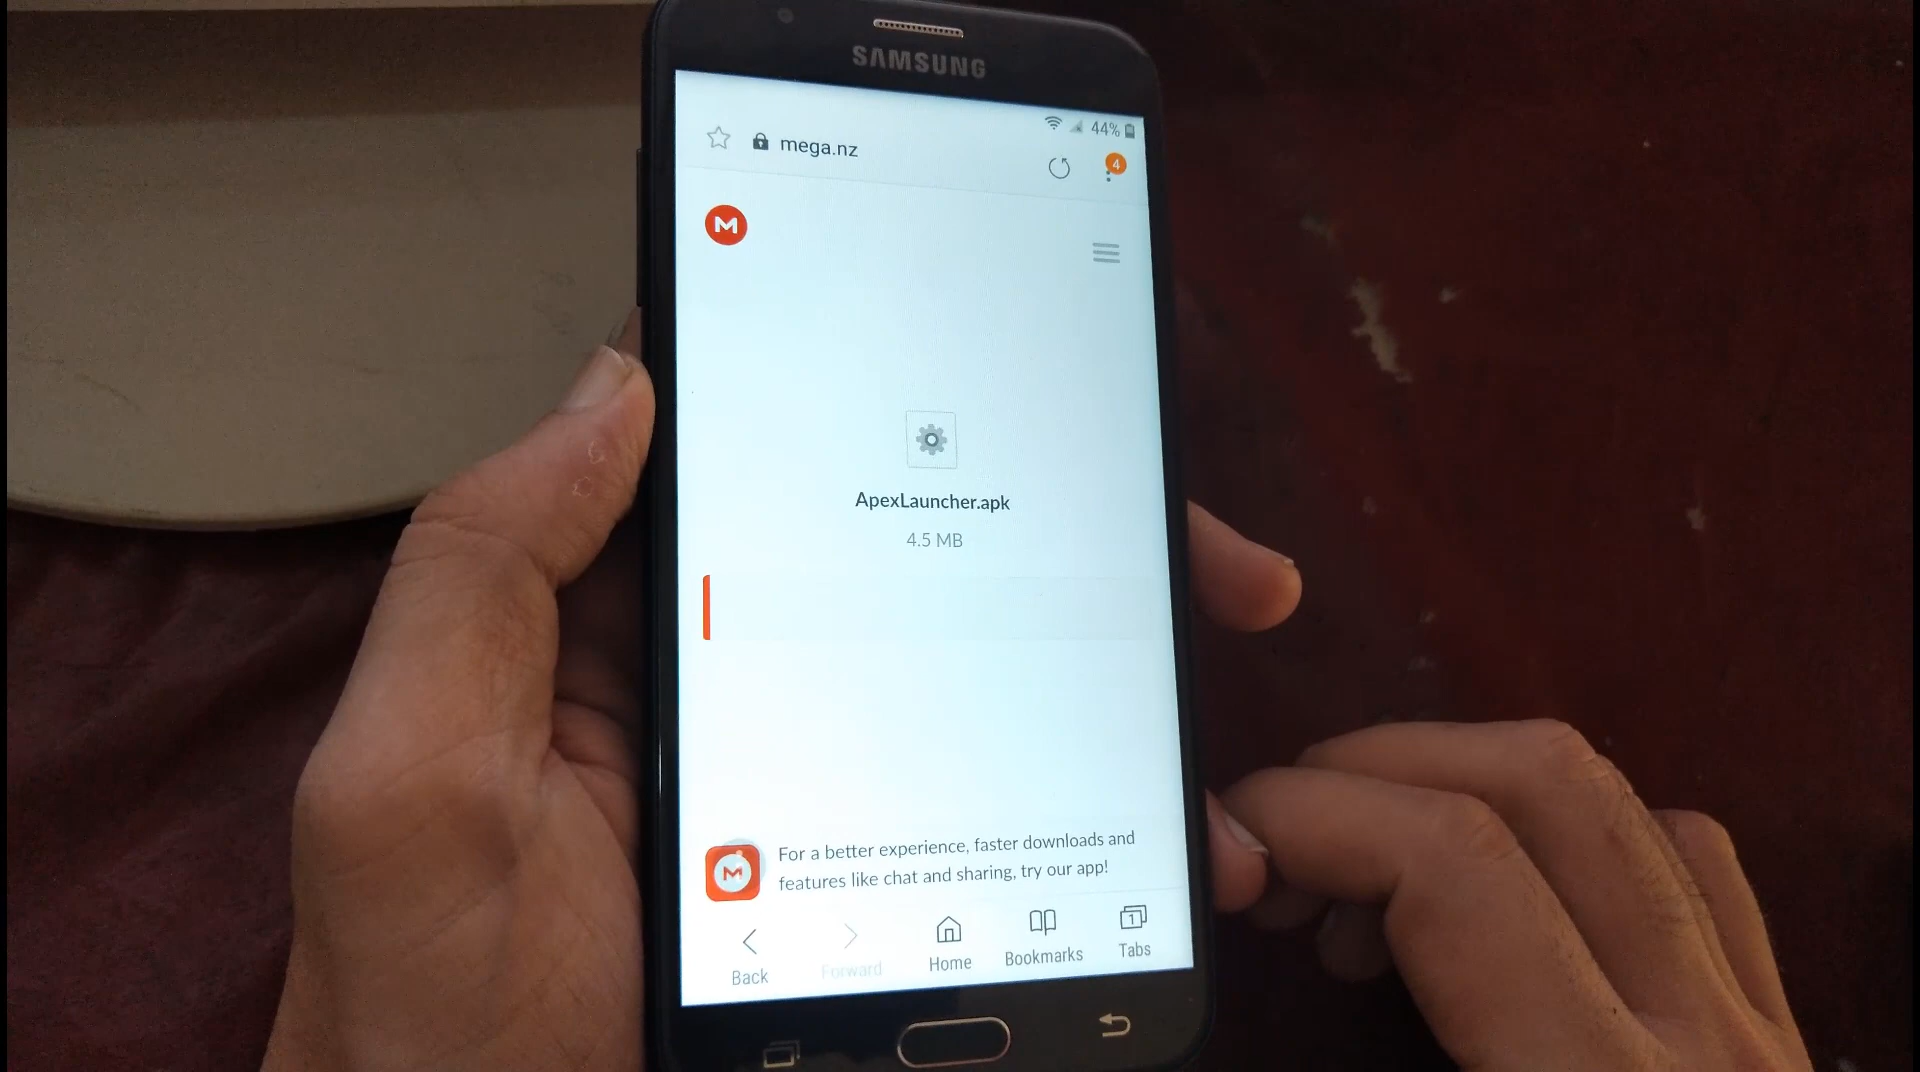 SAMSUNG
44%
mega.nz
4
M
ApexLauncher.apk
4.5 MB
For a better experience, faster downloads and
features like chat and sharing, try our app!
M
1
Back
Forward
Home
Bookmarks
Tabs